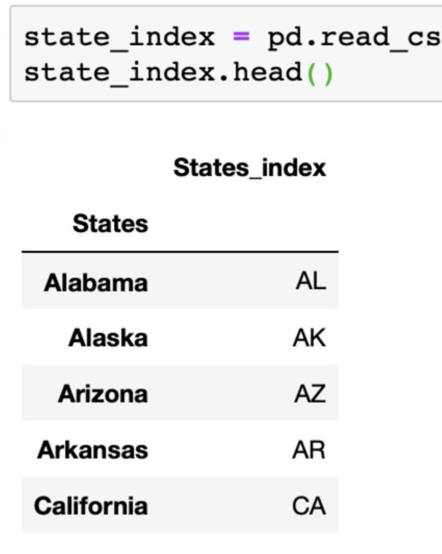 state_index = pd.read_cs
state_index.head()
States_index
States
Alabama AL
Alaska AK
Arizona AZ
Arkansas AR
California CA